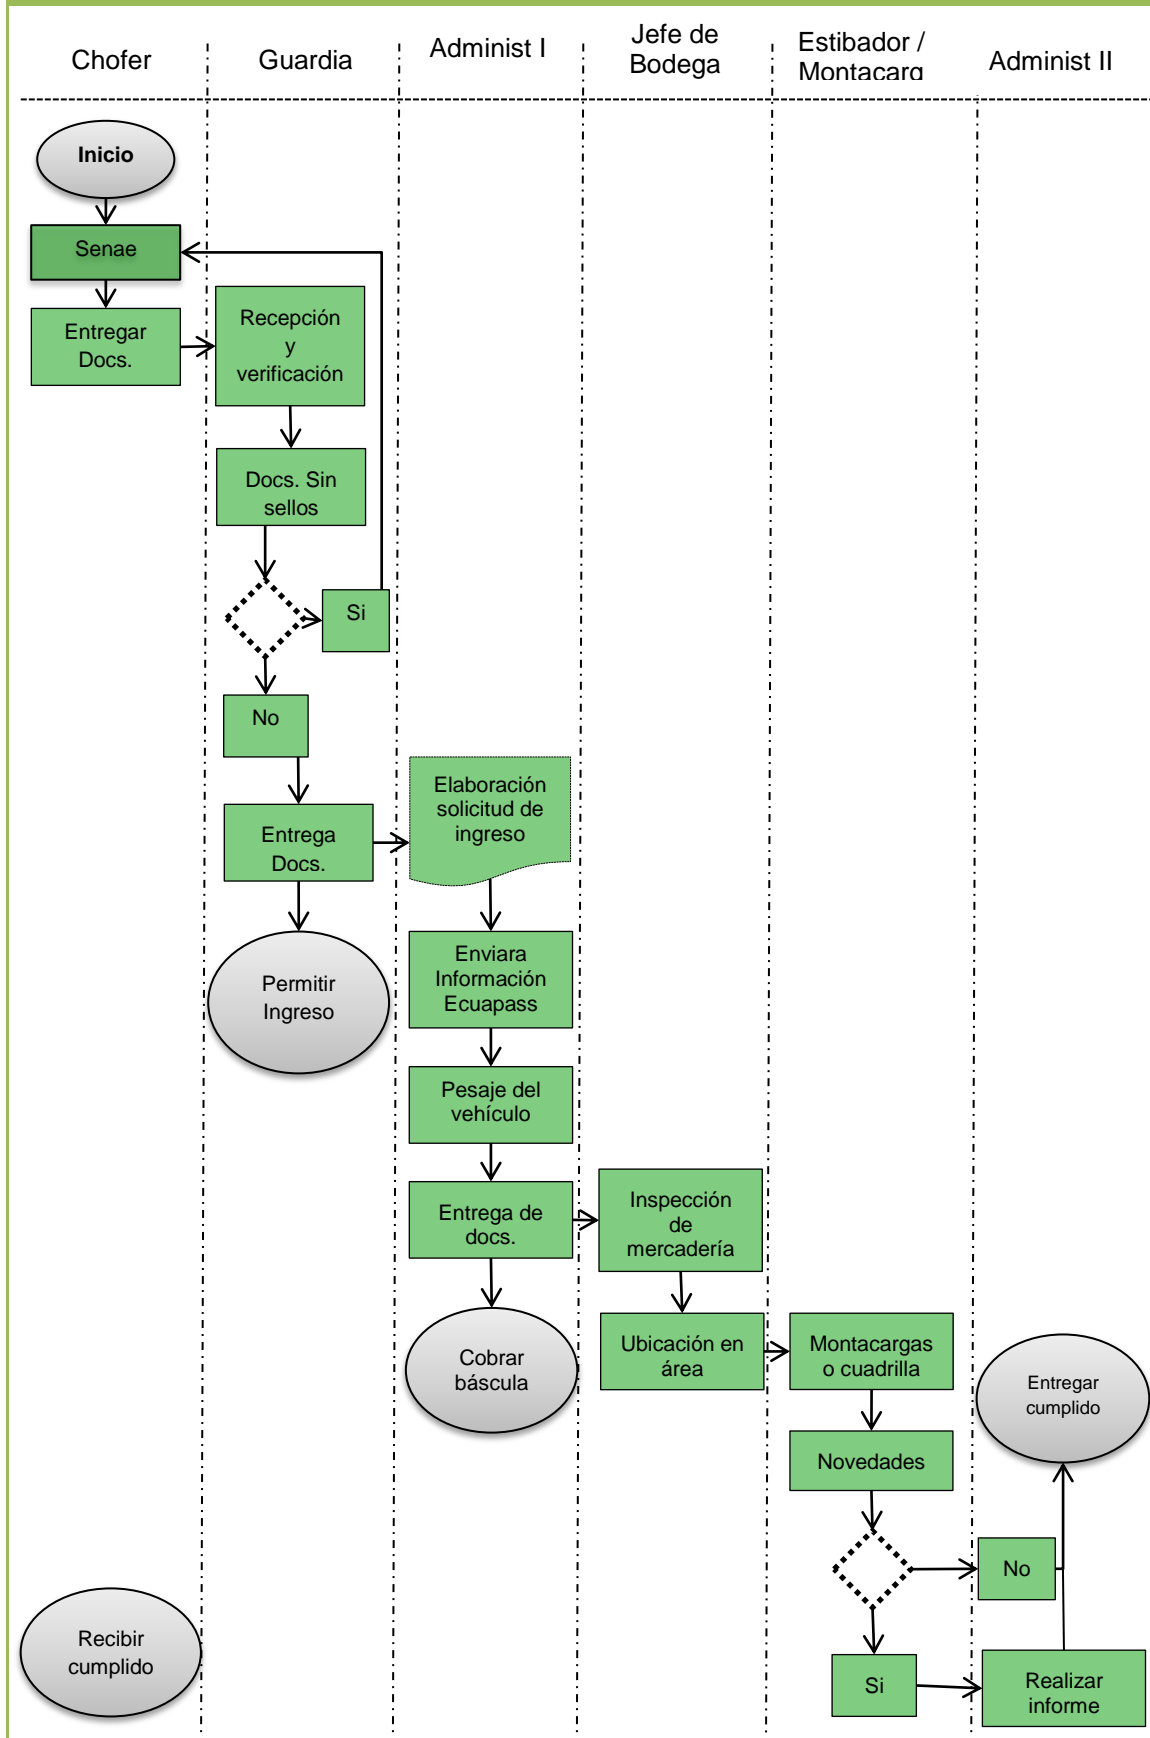 Chofer
Guardia
Administ I
Jefe de
Bodega
Estibador /
Montacarg
Administ II
Inicio
Senae
Entregar
Docs.
Recepción
y
verificación
Docs. Sin
sellos
Si
No
Entrega
Docs.
Elaboración
solicitud de
ingreso
Permitir
Ingreso
Enviara
Información
Ecuapass
Pesaje del
vehículo
Entrega de
docs.
Inspección
de
mercadería
Cobrar
báscula
Ubicación en
área
Montacargas
o cuadrilla
Entregar
cumplido
Novedades
No
Recibir
cumplido
Si
Realizar
informe